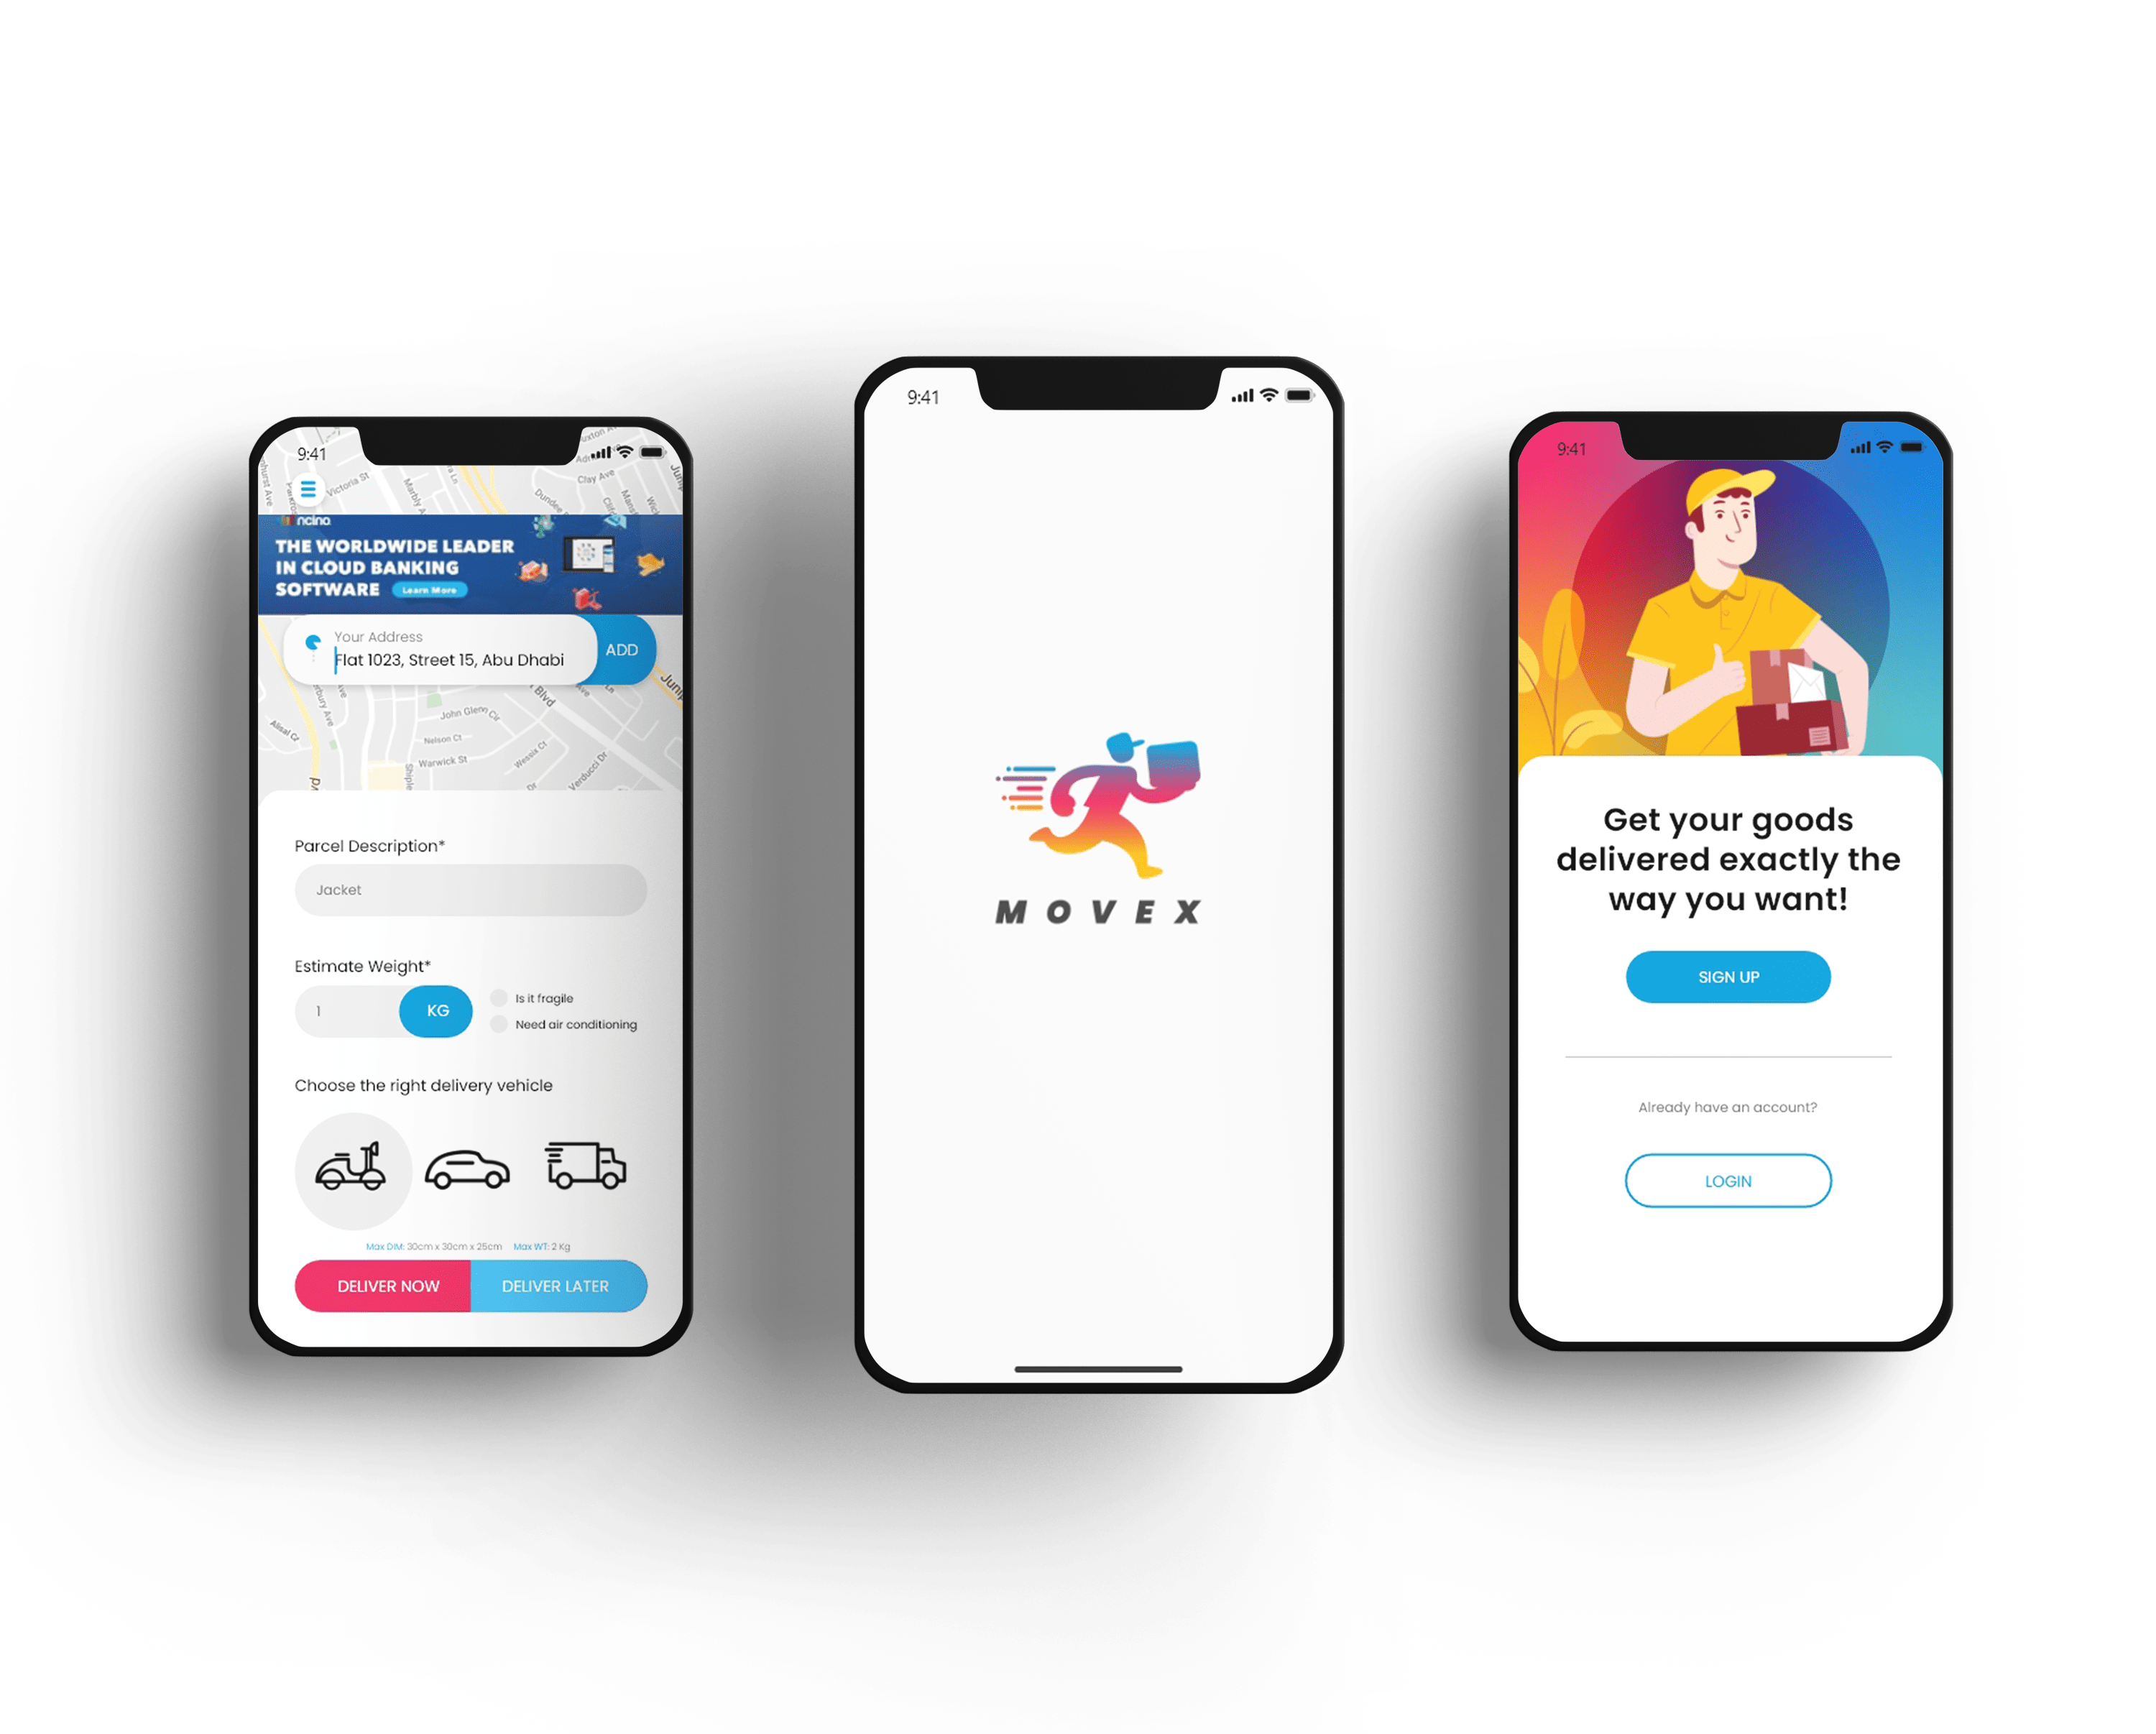 9:41
Victoria St
Clay Ave
ncino
THE WORLDWIDE LEADER
IN CLOUD BANKING
SOFTWARE Learn More
Your Address
Flat 1023, Street 15, Abu Dhabi
ADD
Blvd
John Glenn Cir
Nelson Ct
Warwick St
Wessix Ct
Verducci Dr
Parcel Description*
Jacket
Estimate Weight*
1 KG
Is it fragile
Need air conditioning
Choose the right delivery vehicle
Max DIM: 30cm x 30cm x 25cm Max WT: 2 Kg
DELIVER NOW DELIVER LATER
9:41
MOVEX
9:41
Get your goods
delivered exactly the
way you want!
SIGN UP
Already have an account?
LOGIN